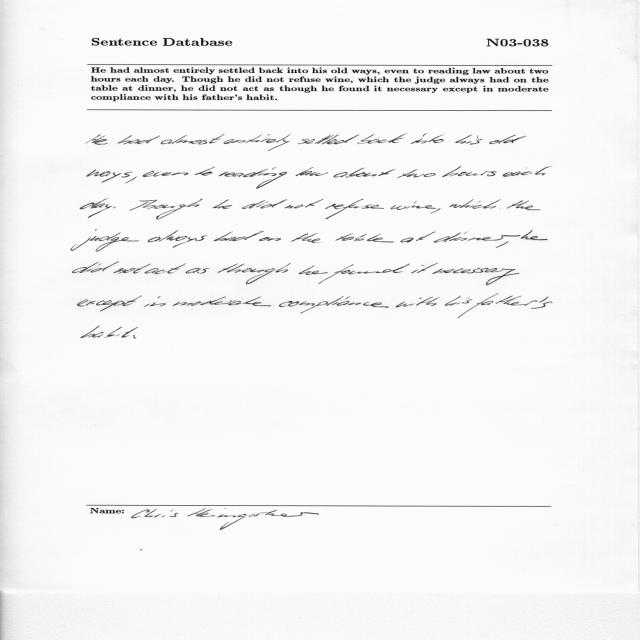 Sentence Database N03-038
He had almost entirely settled back into his old ways, even to reading law about two
hours each day. Though he did not refuse wine, which the judge always had on the
table at dinner, he did not act as though he found it necessary except in moderate
compliance with his father's habit.
He had almost entirely settled back into his old
ways, even to reading law about two hours each
day. Though he did not refuse wine, which the
judge always had on the table at dinner, he
did not act as though he found it necessary
except in moderate compliance with his father's
habit.
Name: Chris